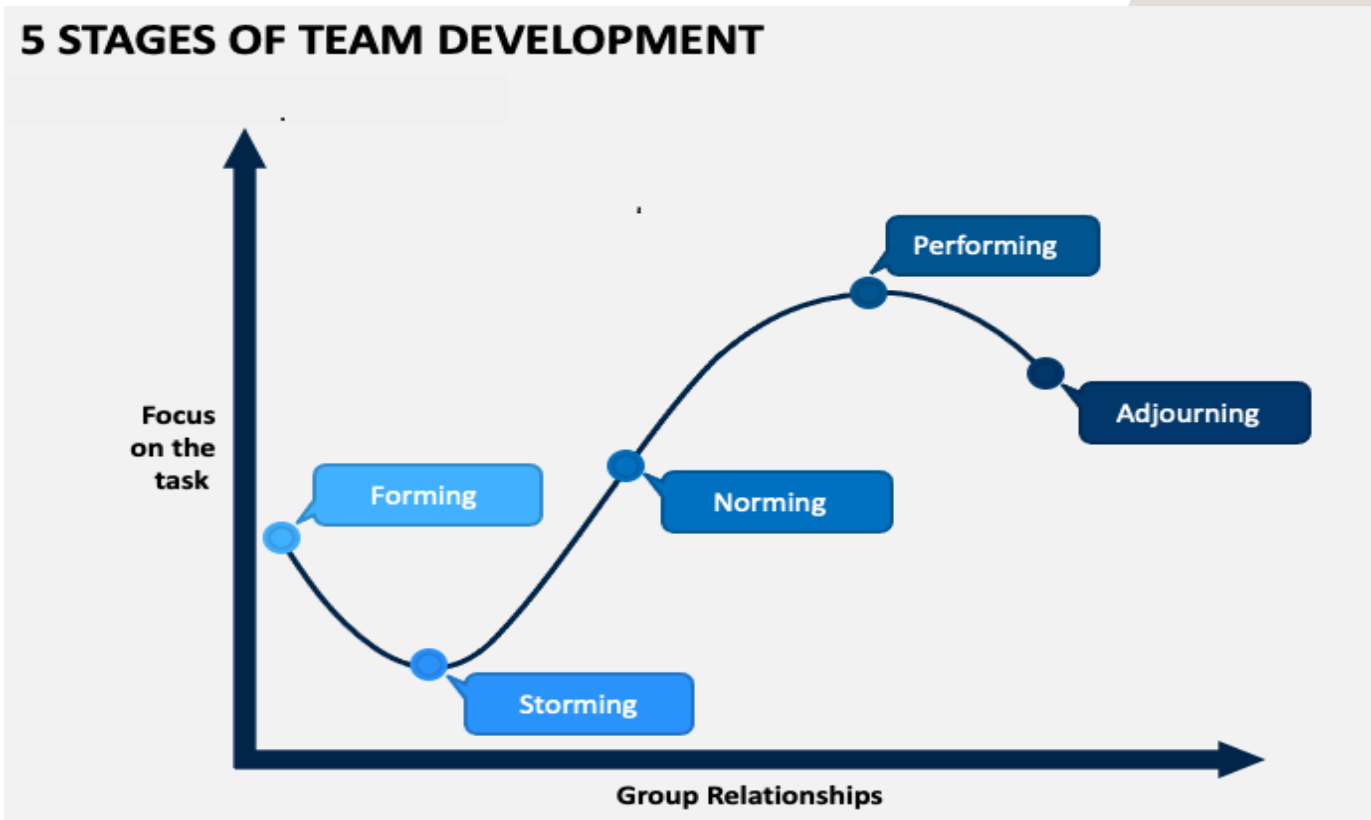 5 STAGES OF TEAM DEVELOPMENT
Performing
Adjourning
Focus
on the
task
Forming
Norming
Storming
Group Relationships